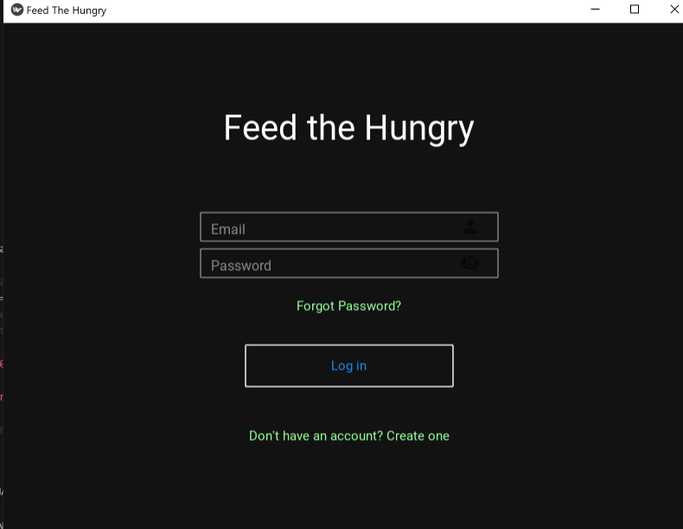 Feed The Hungry
Feed the Hungry
Email
Password
Forgot Password?
Log in
Don't have an account? Create one